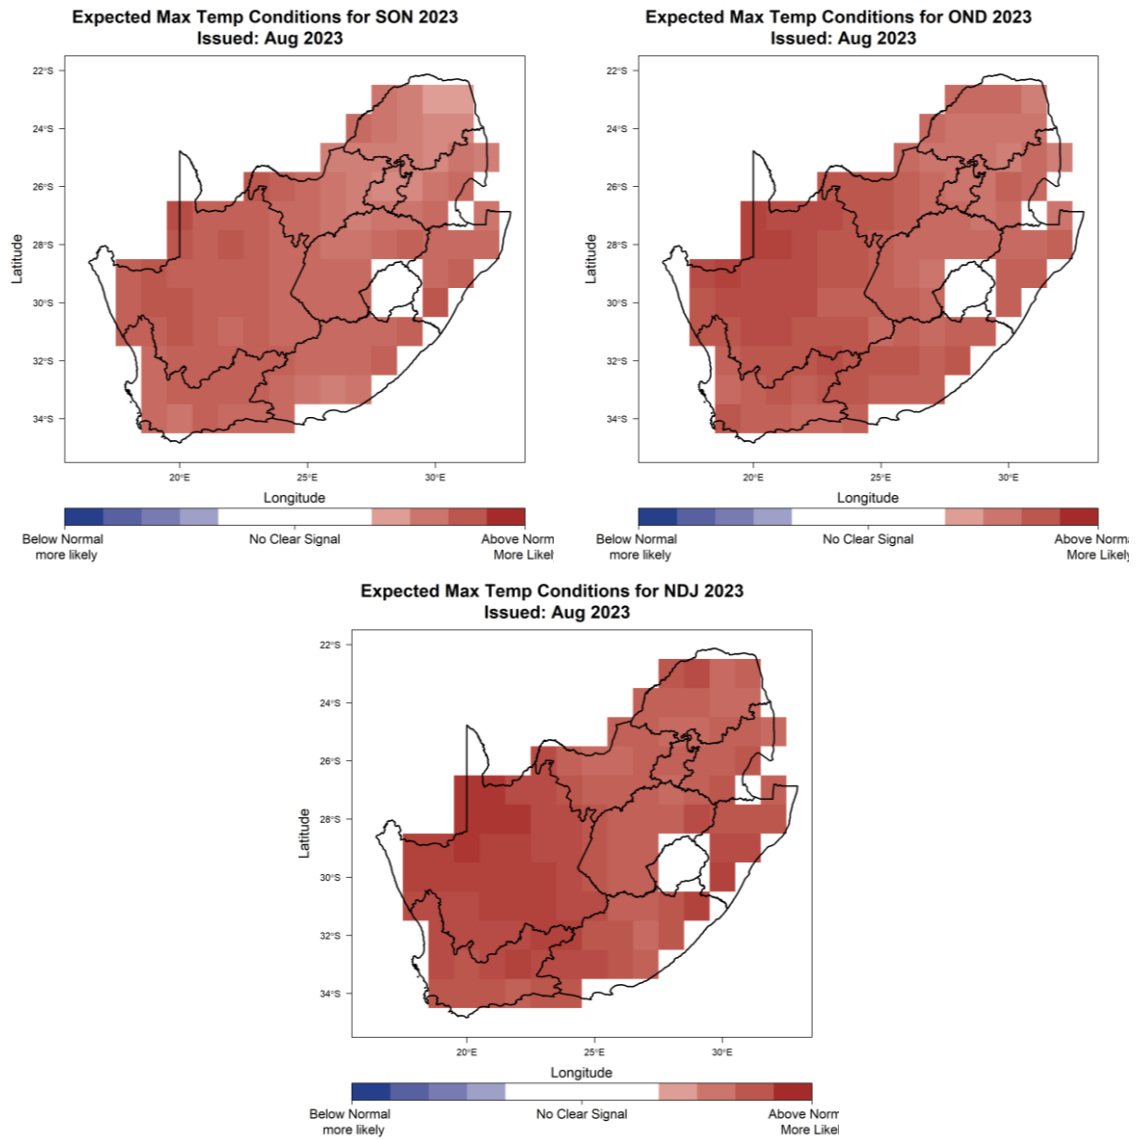 Expected Max Temp Conditions for SON 2023
Issued: Aug 2023
22°S
24°S
26°S
28°S
30°S
32°S
34°S
Latitude
20°E
25°E
30°E
Longitude
Below Normal
more likely
No Clear Signal
Above Norm
More Likel
Expected Max Temp Conditions for OND 2023
Issued: Aug 2023
22°S
24°S
26°S
28°S
30°S
32°S
34°S
Latitude
20°E
25°E
30°E
Longitude
Below Normal
more likely
No Clear Signal
Above Norma
More Likel
Expected Max Temp Conditions for NDJ 2023
Issued: Aug 2023
22°S
24°S
26°S
28°S
30°S
32°S
34°S
Latitude
20°E
25°E
30°E
Longitude
Below Normal
more likely
No Clear Signal
Above Norm
More Likel